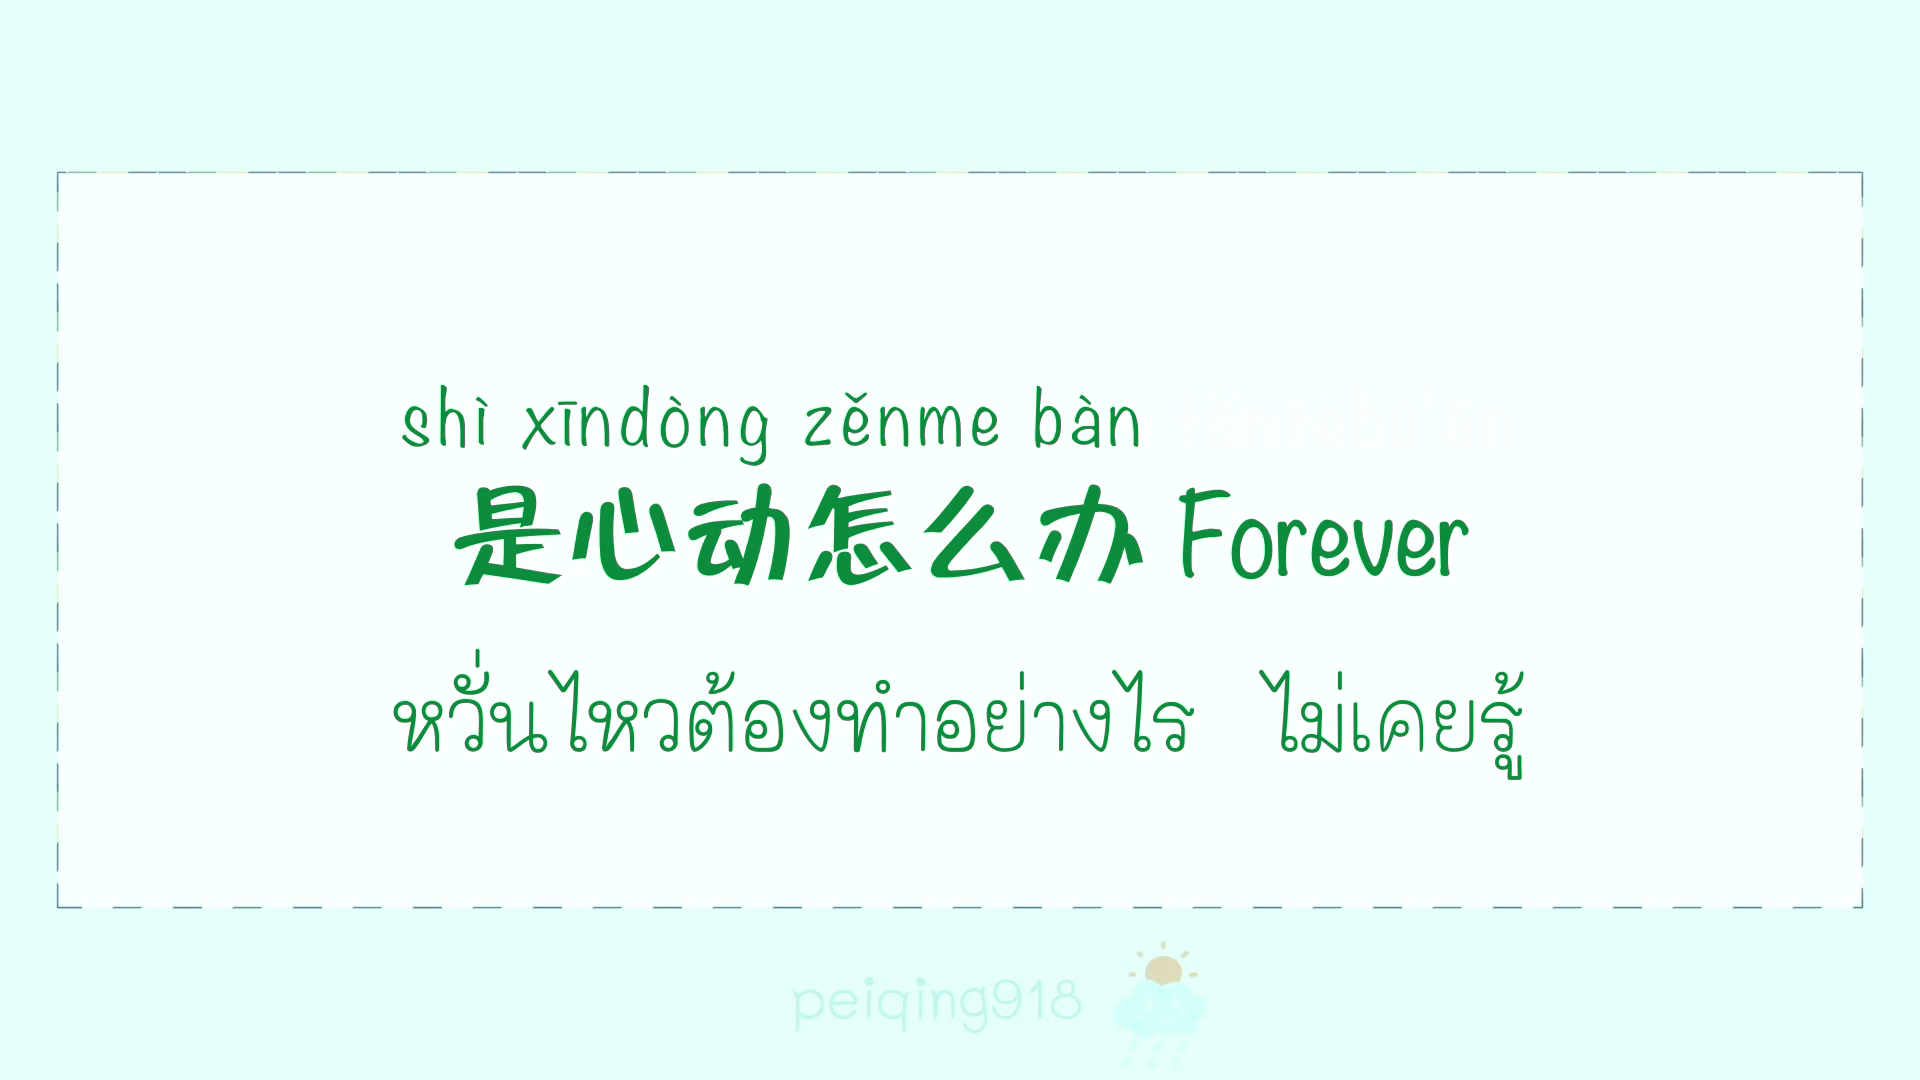 shì xīndòng zěnme bàn
是心动怎么办 Forever
หวั่นไหวต้องทำอย่างไร ไม่เคยรู้
peiqing918